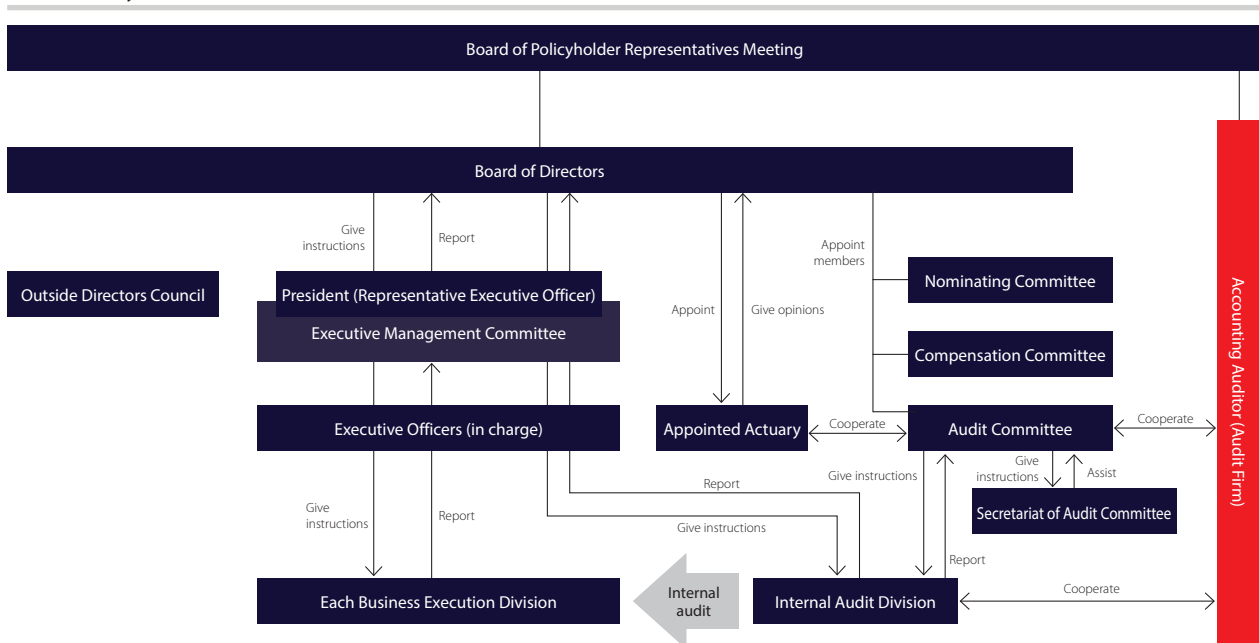 Board of Policyholder Representatives Meeting
Board of Directors
Give
instructions
Report
Appoint
members
Outside Directors Council
President (Representative Executive Officer)
Executive Management Committee
Appoint
Give opinions
Nominating Committee
Compensation Committee
Executive Officers (in charge)
Appointed Actuary
Cooperate
Audit Committee
Cooperate
Accounting Auditor (Audit Firm)
Give instructions
Give
instructions
Assist
Secretariat of Audit Committee
Give
instructions
Report
Report
Give instructions
Report
Each Business Execution Division
Internal
audit
Internal Audit Division
Cooperate